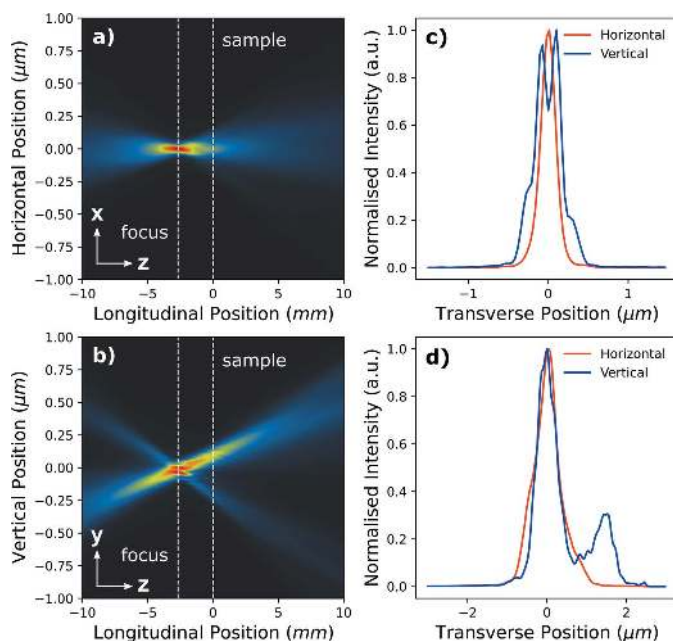 a)
sample
focus
x
z
1.00
0.75
0.50
0.25
0.00
−0.25
−0.50
−0.75
−1.00
Horizontal Position (μm)
−10
−5
0
5
10
Longitudinal Position (mm)
c)
Horizontal
Vertical
1.0
0.8
0.6
0.4
0.2
0.0
Normalised Intensity (a.u.)
−1
0
1
Transverse Position (μm)
b)
sample
focus
y
z
1.00
0.75
0.50
0.25
0.00
−0.25
−0.50
−0.75
−1.00
Vertical Position (μm)
−10
−5
0
5
10
Longitudinal Position (mm)
d)
Horizontal
Vertical
1.0
0.8
0.6
0.4
0.2
0.0
Normalised Intensity (a.u.)
−2
0
2
Transverse Position (μm)